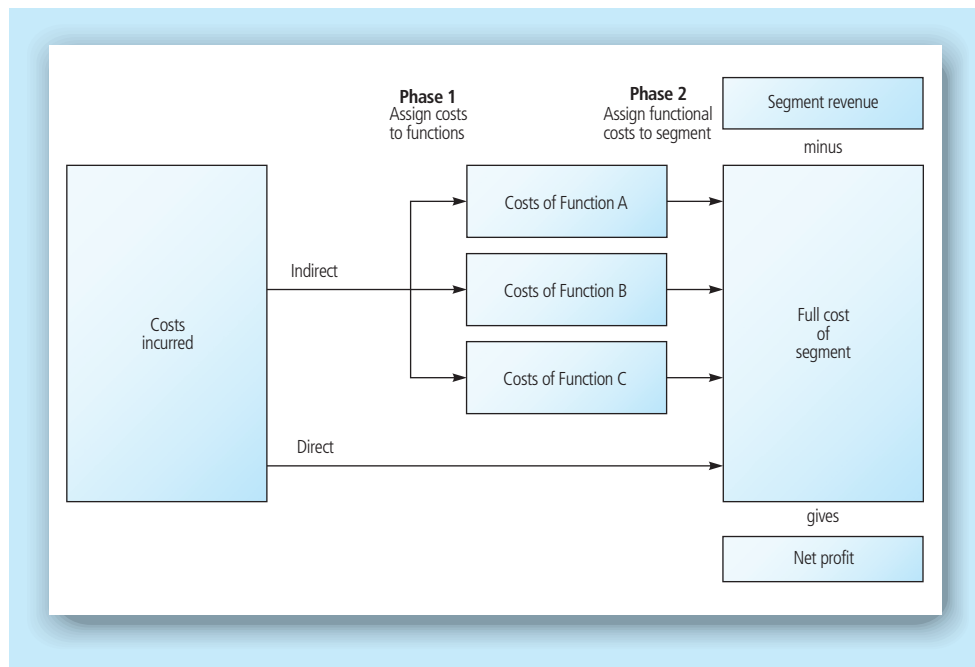 Phase 1
Assign costs
to functions
Phase 2
Assign functional
costs to segment
Segment revenue
minus
Costs
incurred
Indirect
Direct
Costs of Function A
Costs of Function B
Costs of Function C
Full cost
of
segment
gives
Net profit